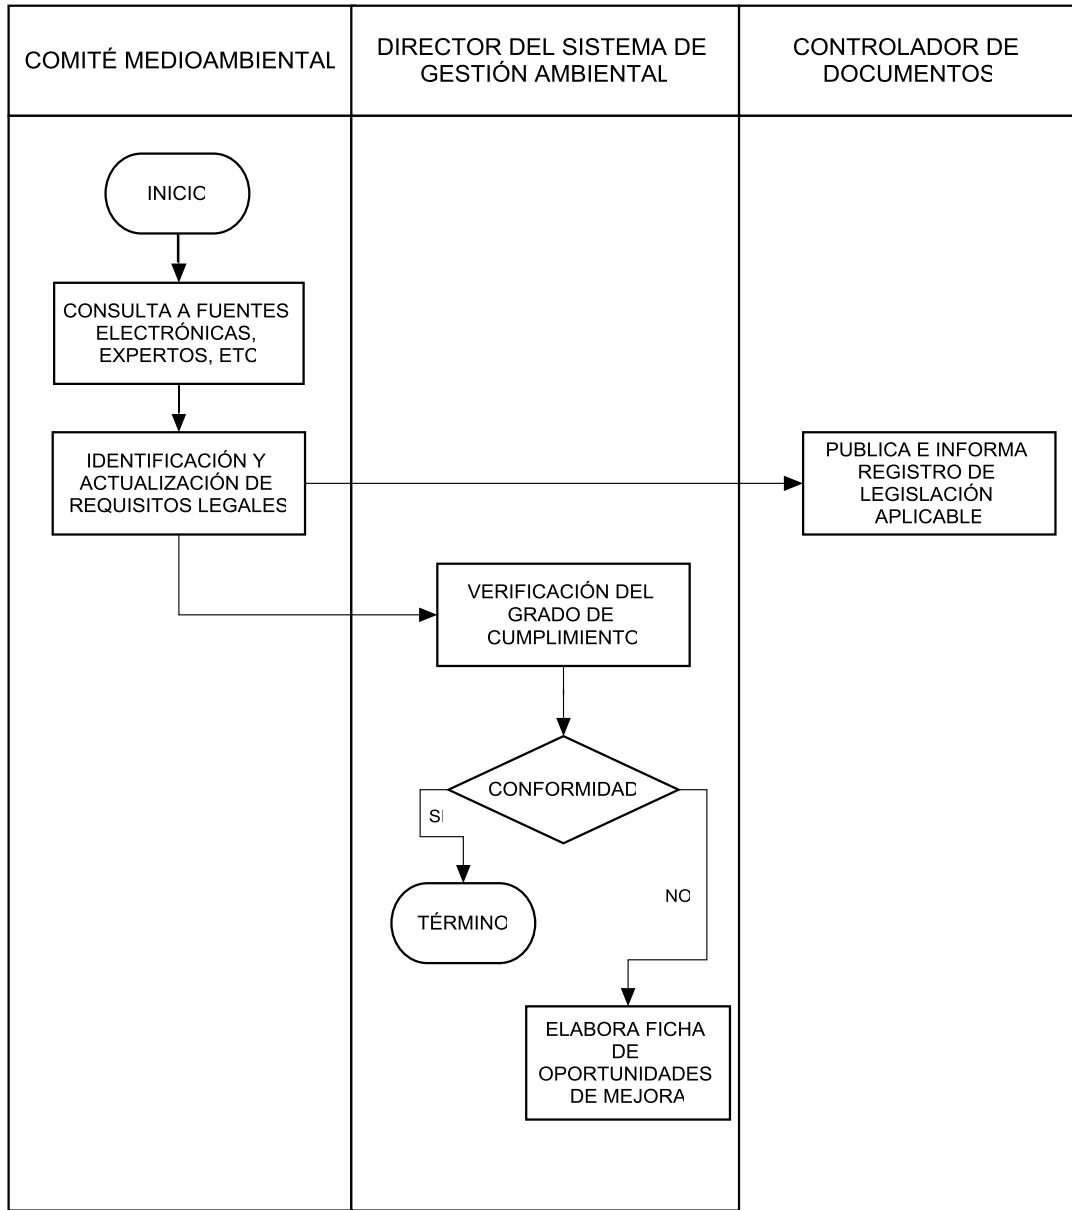 COMITÉ MEDIOAMBIENTAL
DIRECTOR DEL SISTEMA DE
GESTIÓN AMBIENTAL
CONTROLADOR DE
DOCUMENTOS
INICIO
CONSULTA A FUENTES
ELECTRÓNICAS,
EXPERTOS, ETC
IDENTIFICACIÓN Y
ACTUALIZACIÓN DE
REQUISITOS LEGALES
PUBLICA E INFORMA
REGISTRO DE
LEGISLACIÓN
APLICABLE
VERIFICACIÓN DEL
GRADO DE
CUMPLIMIENTO
CONFORMIDAD
SI
TÉRMINO
NO
ELABORA FICHA
DE
OPORTUNIDADES
DE MEJORA